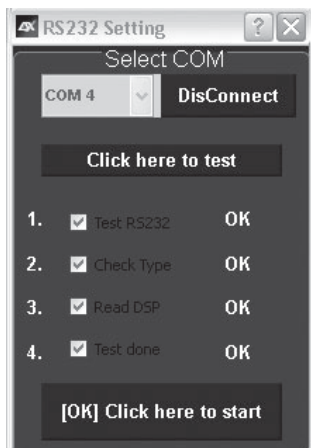 RS232 Setting
Select COM
COM 4 DisConnect
Click here to test
1. Test RS232 OK
2. Check Type OK
3. Read DSP OK
4. Test done OK
[OK] Click here to start